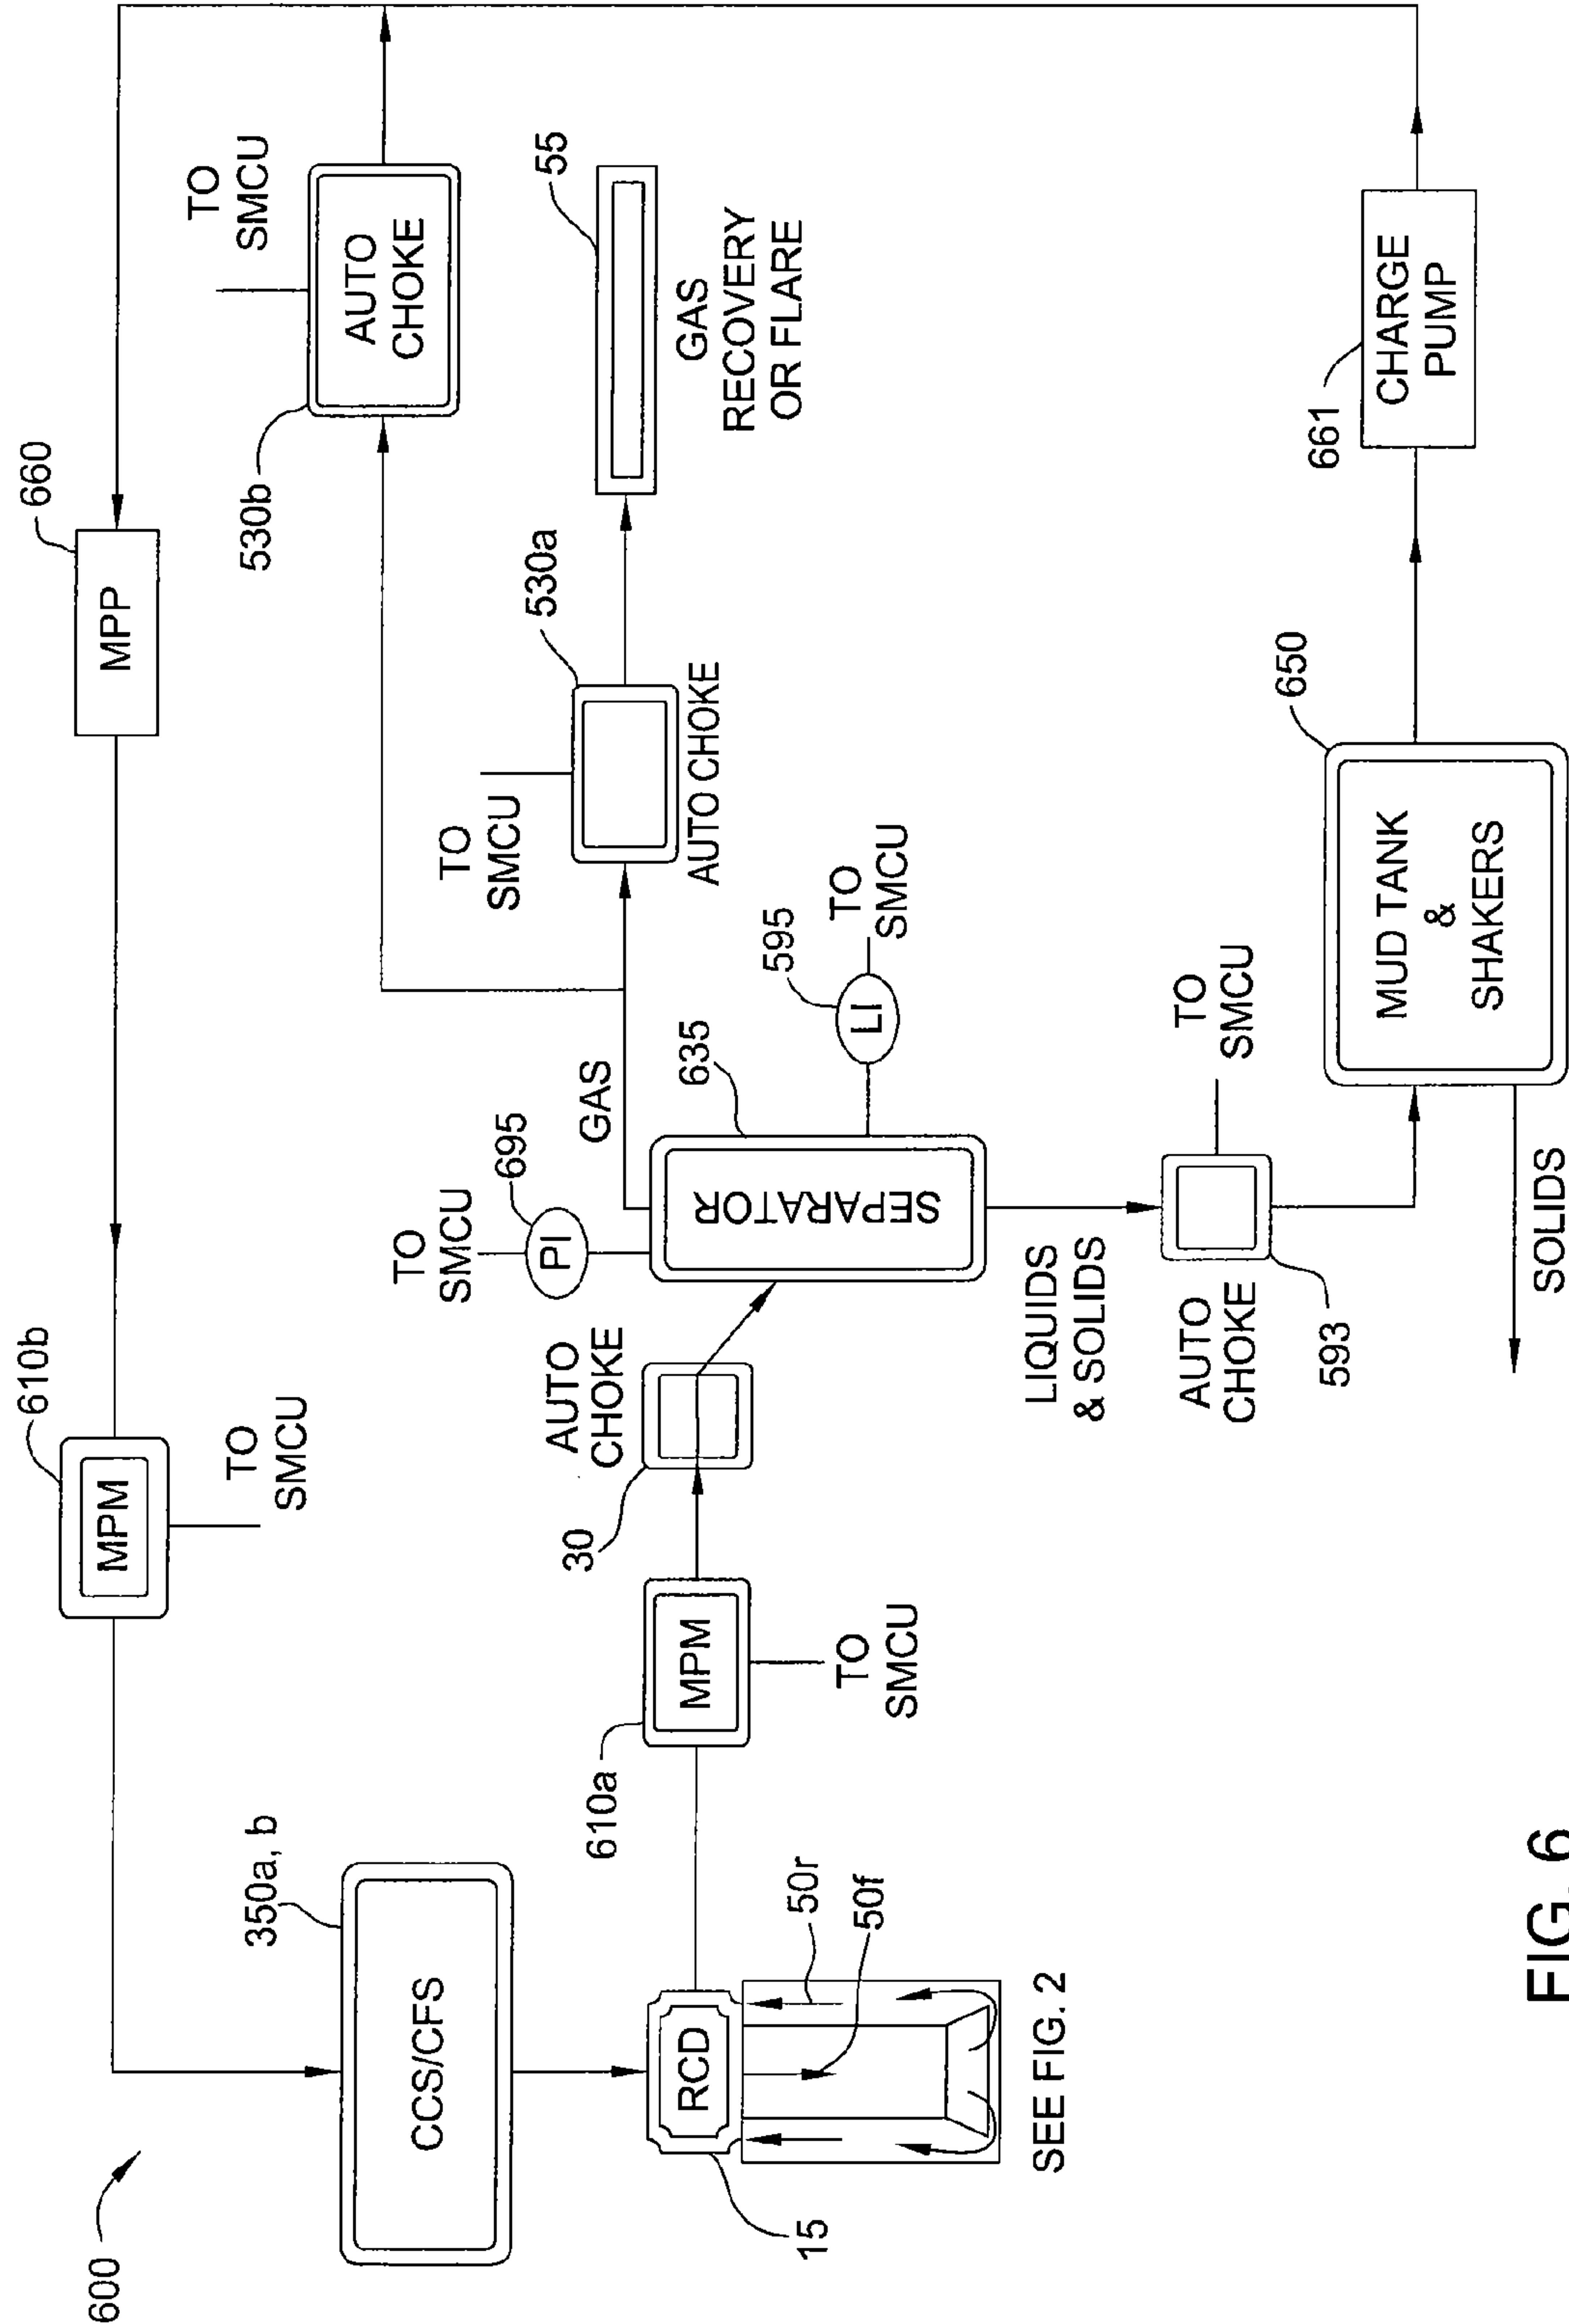 600
350a, b
CCS/CFS
610b
MPM
TO
SMCU
660
MPP
TO
SMCU
AUTO
CHOKE
530b
15
RCD
50r
50f
SEE FIG. 2
610a
MPM
TO
SMCU
30
AUTO
CHOKE
TO
SMCU
PI
695
GAS
635
SEPARATOR
LI
595
TO
SMCU
TO
SMCU
530a
AUTO CHOKE
55
GAS
RECOVERY
OR FLARE
LIQUIDS
& SOLIDS
AUTO
CHOKE
593
TO
SMCU
650
MUD TANK
&
SHAKERS
SOLIDS
661
CHARGE
PUMP
FIG. 6